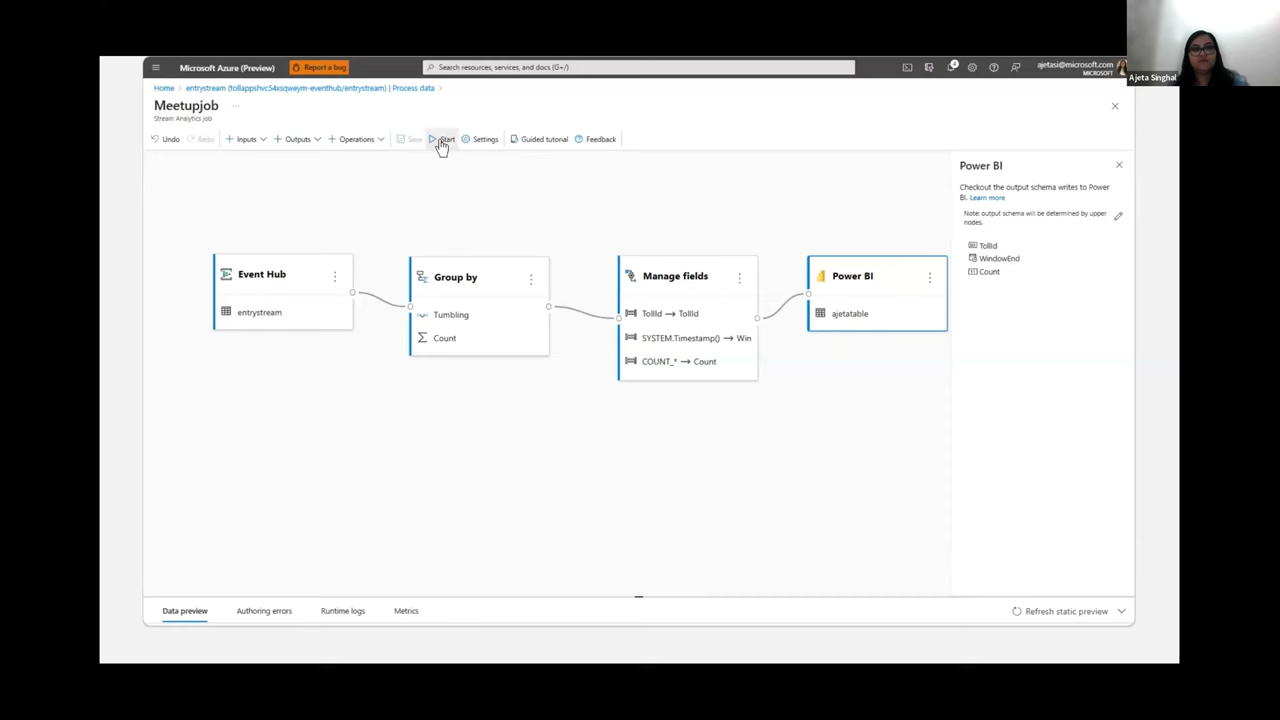 Microsoft Azure (Preview)
Report a bug
Search resources, services, and docs (G+/)
4
ajetasi@microsoft.com
MICROSOFT
Ajeta Singhal
Home > entrystream (tollappshvc54xsqweym-eventhub/entrystream) | Process data >
Meetupjob
Stream Analytics job
Undo Redo Inputs Outputs Operations Save Start Settings Guided tutorial Feedback
Power BI
Checkout the output schema writes to Power
BI. Learn more
Note: output schema will be determined by upper
nodes.
TollId
WindowEnd
Count
Event Hub
entrystream
Group by
Tumbling
Count
Manage fields
TollId → TollId
SYSTEM.Timestamp() → Win
COUNT_* → Count
Power BI
ajetatable
Data preview Authoring errors Runtime logs Metrics Refresh static preview